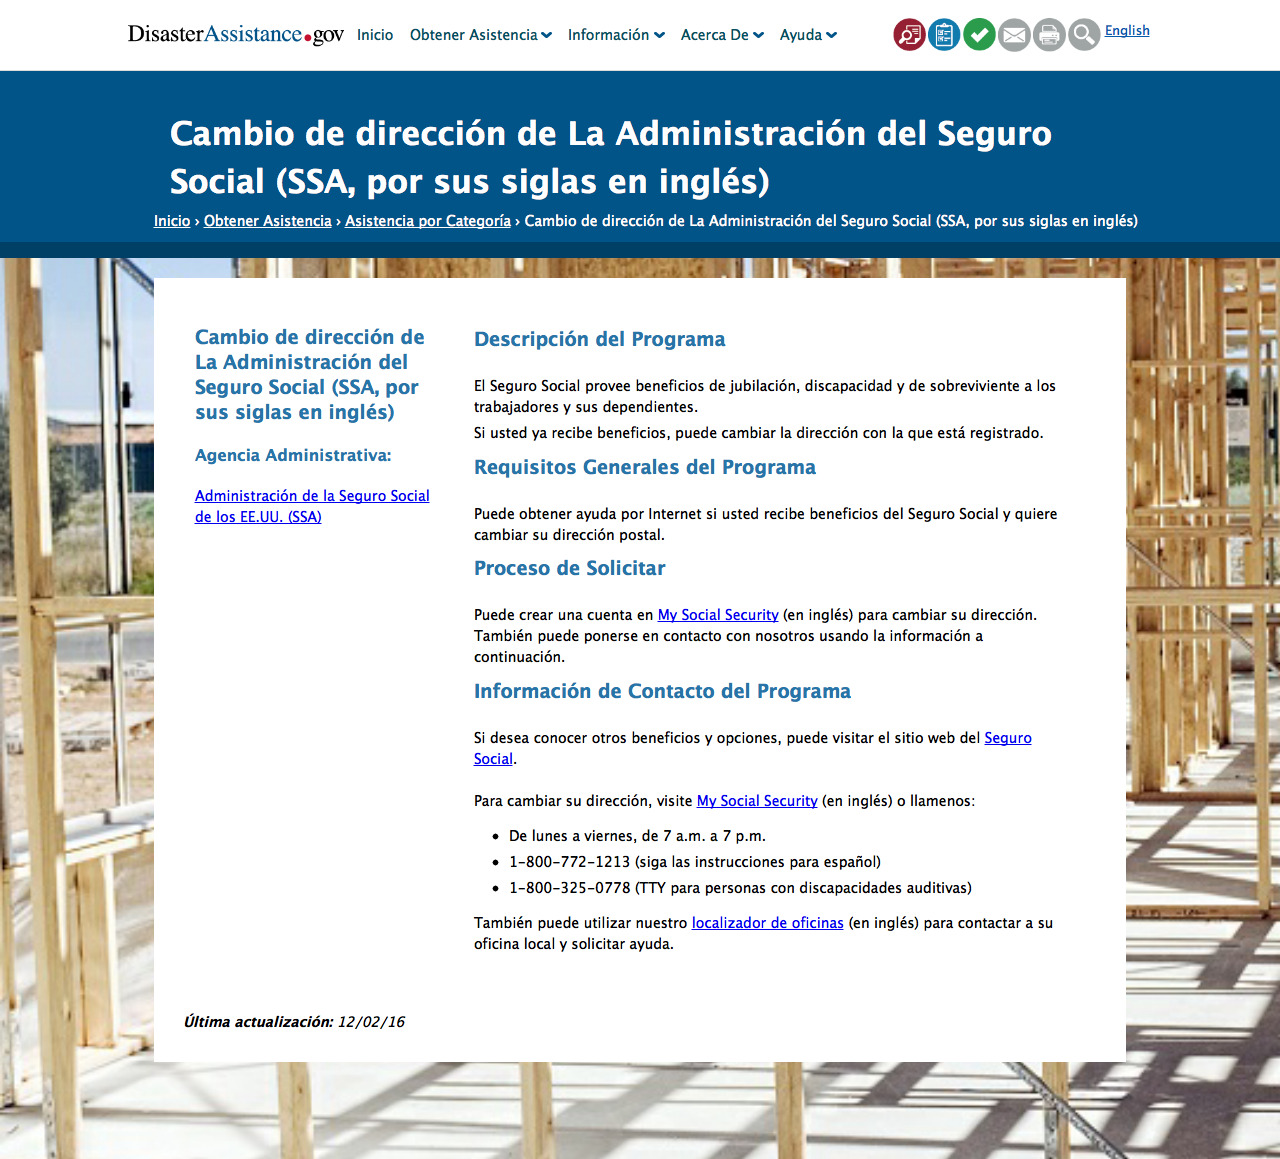 DisasterAssistance.gov Inicio Obtener Asistencia Información Acerca De Ayuda English
Cambio de dirección de La Administración del Seguro
Social (SSA, por sus siglas en inglés)
Inicio › Obtener Asistencia › Asistencia por Categoría › Cambio de dirección de La Administración del Seguro Social (SSA, por sus siglas en inglés)
Cambio de dirección de
La Administración del
Seguro Social (SSA, por
sus siglas en inglés)
Agencia Administrativa:
Administración de la Seguro Social
de los EE.UU. (SSA)
Descripción del Programa
El Seguro Social provee beneficios de jubilación, discapacidad y de sobreviviente a los
trabajadores y sus dependientes.
Si usted ya recibe beneficios, puede cambiar la dirección con la que está registrado.
Requisitos Generales del Programa
Puede obtener ayuda por Internet si usted recibe beneficios del Seguro Social y quiere
cambiar su dirección postal.
Proceso de Solicitar
Puede crear una cuenta en My Social Security (en inglés) para cambiar su dirección.
También puede ponerse en contacto con nosotros usando la información a
continuación.
Información de Contacto del Programa
Si desea conocer otros beneficios y opciones, puede visitar el sitio web del Seguro
Social.
Para cambiar su dirección, visite My Social Security (en inglés) o llamenos:
• De lunes a viernes, de 7 a.m. a 7 p.m.
• 1-800-772-1213 (siga las instrucciones para español)
• 1-800-325-0778 (TTY para personas con discapacidades auditivas)
También puede utilizar nuestro localizador de oficinas (en inglés) para contactar a su
oficina local y solicitar ayuda.
Última actualización: 12/02/16